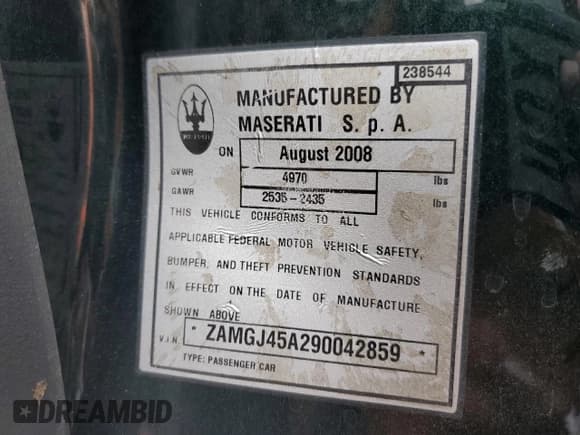 238544
MANUFACTURED BY
MASERATI S. p. A.
ON August 2008
GVWR 4970 lbs
GAWR 2535 - 2435 lbs
THIS VEHICLE CONFORMS TO ALL
APPLICABLE FEDERAL MOTOR VEHICLE SAFETY,
BUMPER, AND THEFT PREVENTION STANDARDS
IN EFFECT ON THE DATE OF MANUFACTURE
SHOWN ABOVE
V.I.N. * ZAMGJ45A290042859 *
TYPE: PASSENGER CAR
DREAMBID